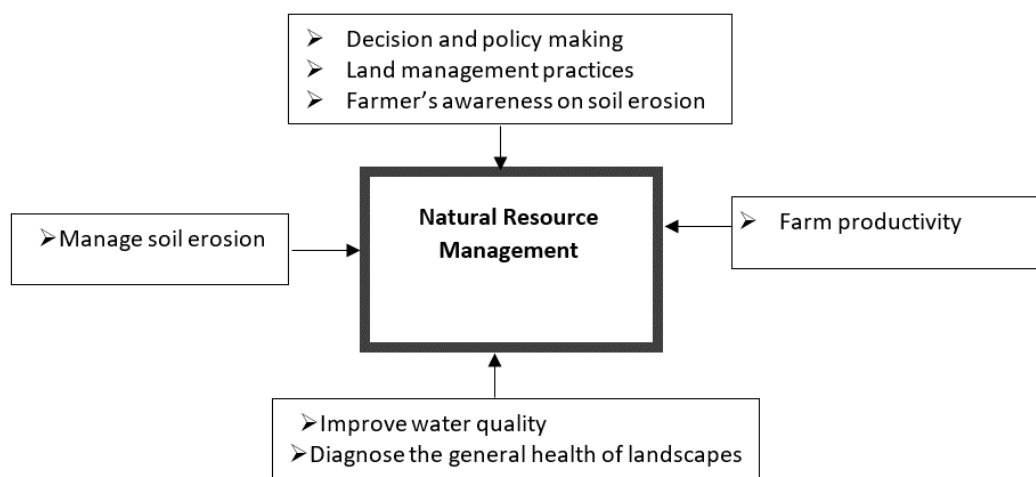 ➢ Decision and policy making
➢ Land management practices
➢ Farmer’s awareness on soil erosion
Natural Resource
Management
➢Manage soil erosion
➢ Farm productivity
➢Improve water quality
➢Diagnose the general health of landscapes